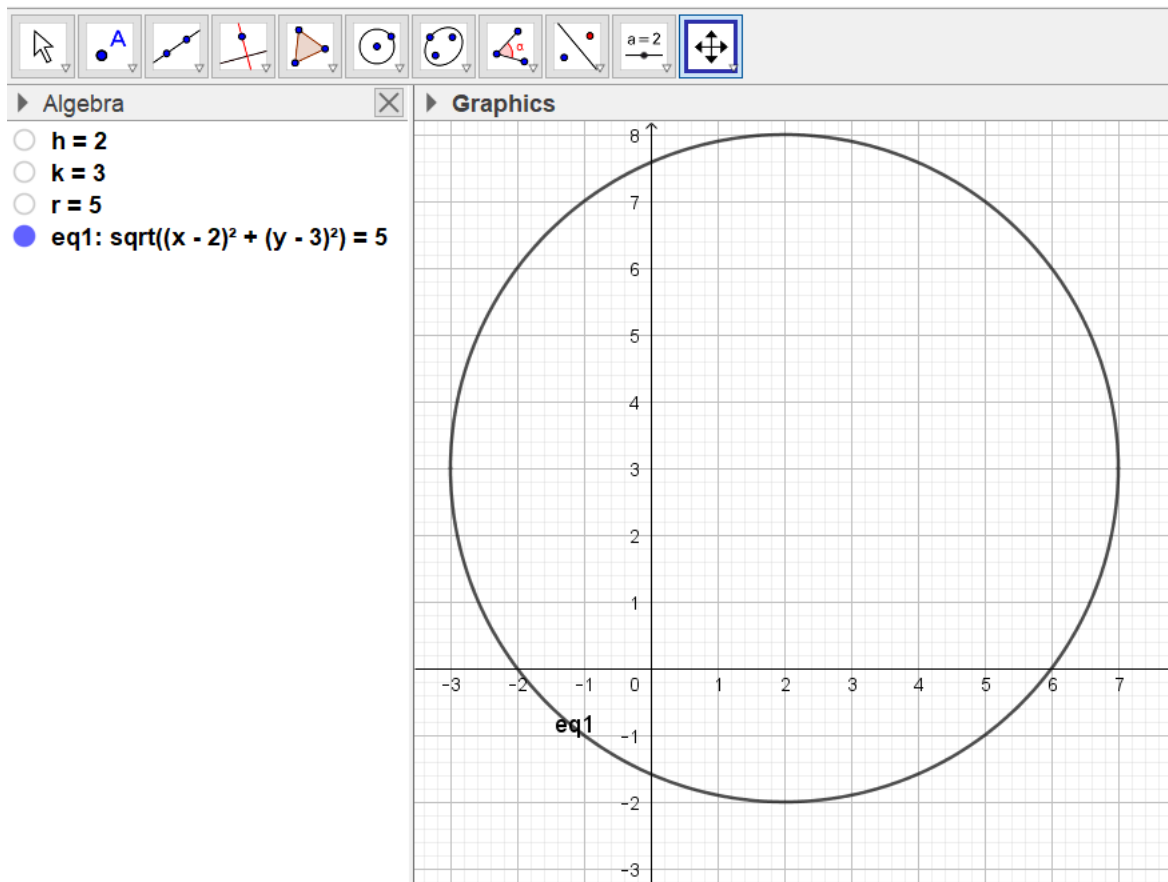 A
α
a = 2
Algebra
Graphics
h = 2
k = 3
r = 5
eq1: sqrt((x - 2)² + (y - 3)²) = 5
8
7
6
5
4
3
2
1
-3 -2 -1 0 1 2 3 4 5 6 7
eq1
-1
-2
-3